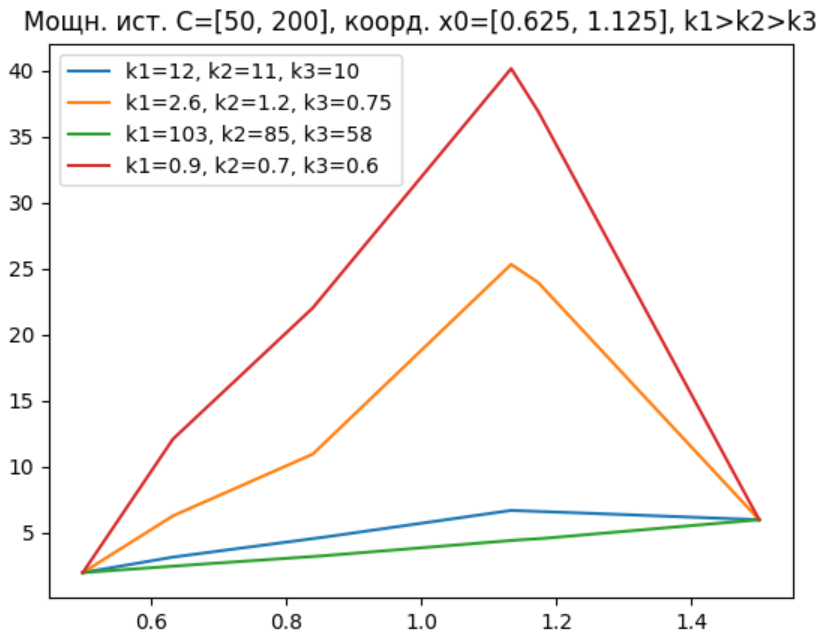 Мощн. ист. C=[50, 200], коорд. x0=[0.625, 1.125], k1>k2>k3
k1=12, k2=11, k3=10
k1=2.6, k2=1.2, k3=0.75
k1=103, k2=85, k3=58
k1=0.9, k2=0.7, k3=0.6
40
35
30
25
20
15
10
5
0.6 0.8 1.0 1.2 1.4